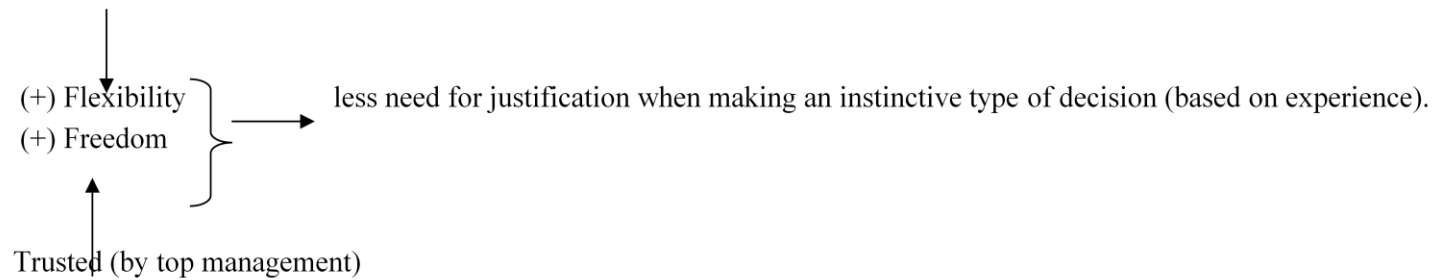 (+) Flexibility less need for justification when making an instinctive type of decision (based on experience).
(+) Freedom
Trusted (by top management)